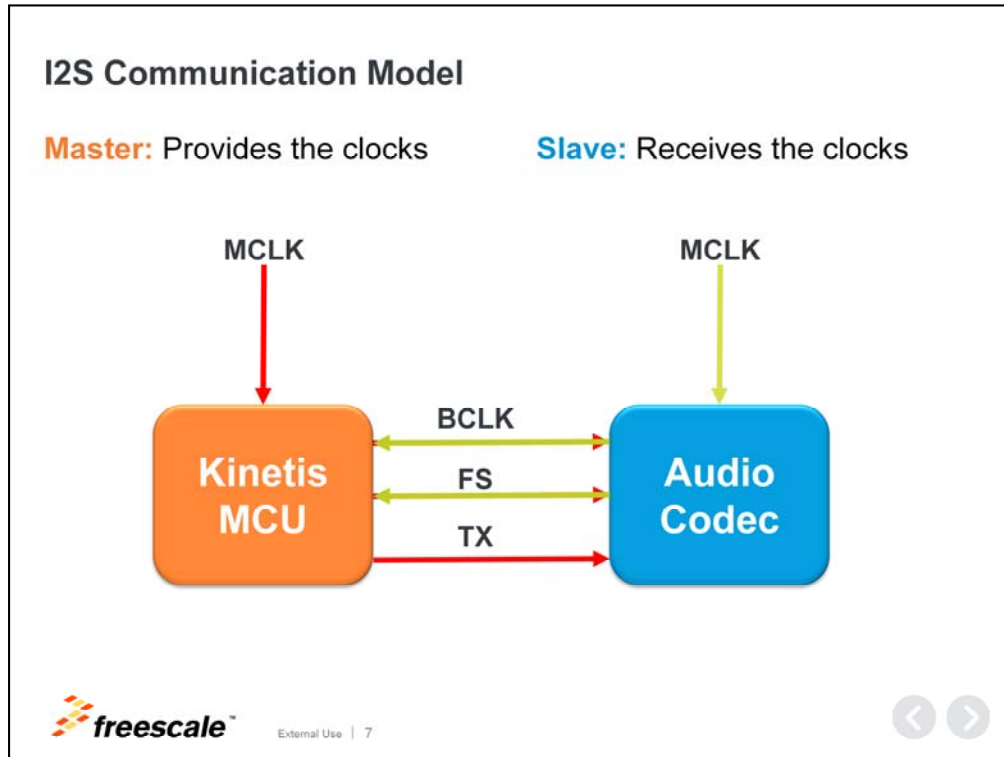 I2S Communication Model
Master: Provides the clocks
Slave: Receives the clocks
MCLK
MCLK
BCLK
FS
TX
Kinetis
MCU
Audio
Codec
freescale™
External Use | 7